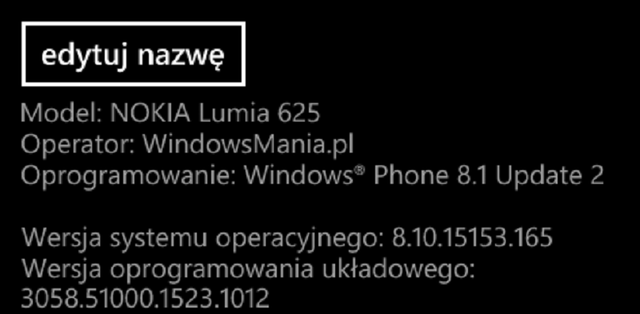 edytuj nazwę
Model: NOKIA Lumia 625
Operator: WindowsMania.pl
Oprogramowanie: Windows® Phone 8.1 Update 2
Wersja systemu operacyjnego: 8.10.15153.165
Wersja oprogramowania układowego:
3058.51000.1523.1012